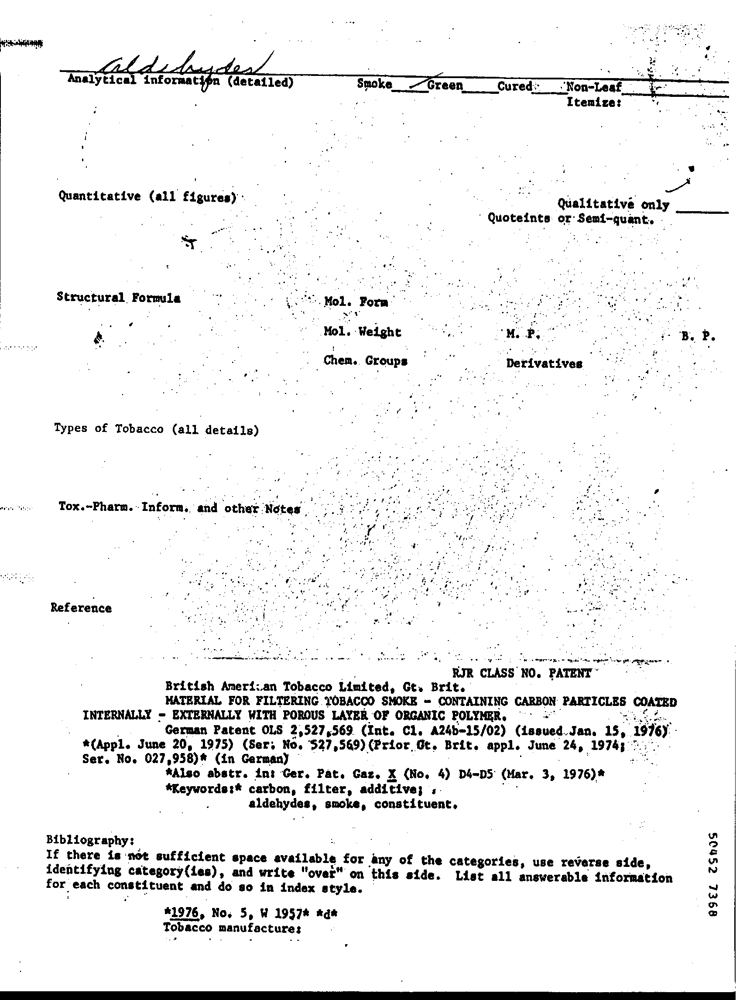 aldehydes
Analytical information (detailed) Smoke Green Cured Non-Leaf
Itemize:
Quantitative (all figures)
Qualitative only
Quoteints or Semi-quant.
Structural Formula Mol. Form
Mol. Weight M. P. B. P.
Chem. Groups Derivatives
Types of Tobacco (all details)
Tox.-Pharm. Inform. and other Notes
Reference
RJR CLASS NO. PATENT
British Ameri:.an Tobacco Limited, Gt. Brit.
MATERIAL FOR FILTERING TOBACCO SMOKE - CONTAINING CARBON PARTICLES COATED
INTERNALLY - EXTERNALLY WITH POROUS LAYER OF ORGANIC POLYMER.
German Patent OLS 2,527,569 (Int. Cl. A24b-15/02) (issued Jan. 15, 1976)
*(Appl. June 20, 1975) (Ser. No. 527,569)(Prior Gt. Brit. appl. June 24, 1974;
Ser. No. 027,958)* (in German)
*Also abstr. in: Ger. Pat. Gaz. X (No. 4) D4-D5 (Mar. 3, 1976)*
*Keywords:* carbon, filter, additive; ;
aldehydes, smoke, constituent.
Bibliography:
If there is not sufficient space available for any of the categories, use reverse side,
identifying category(ies), and write "over" on this side. List all answerable information
for each constituent and do so in index style.
*1976, No. 5, W 1957* *d*
Tobacco manufacture:
50452 7368